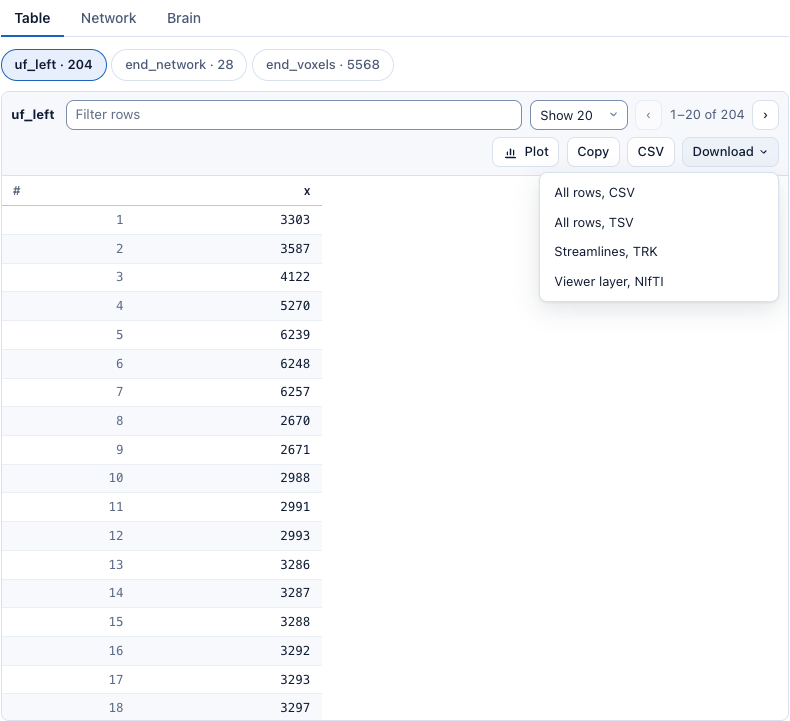 Table Network Brain
uf_left · 204 end_network · 28 end_voxels · 5568
uf_left Filter rows Show 20 ‹ 1–20 of 204 ›
Plot Copy CSV Download
# x
All rows, CSV
All rows, TSV
Streamlines, TRK
Viewer layer, NIfTI
1 3303
2 3587
3 4122
4 5270
5 6239
6 6248
7 6257
8 2670
9 2671
10 2988
11 2991
12 2993
13 3286
14 3287
15 3288
16 3292
17 3293
18 3297